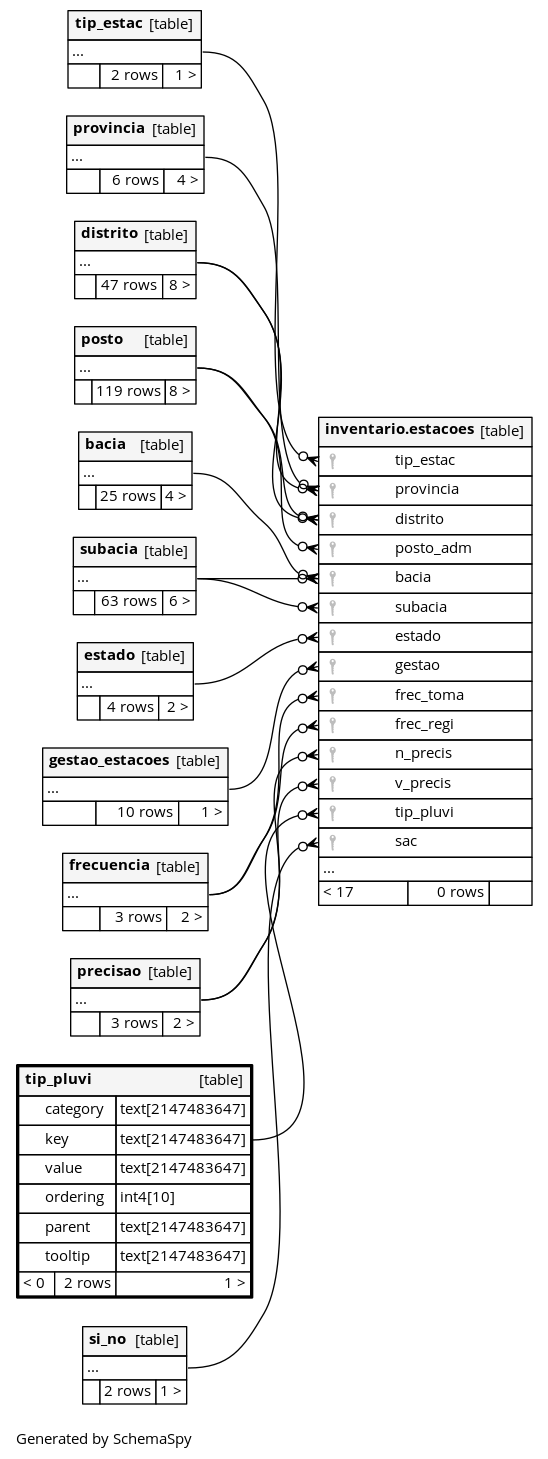 tip_estac [table]
...
2 rows 1 >
provincia [table]
...
6 rows 4 >
distrito [table]
...
47 rows 8 >
posto [table]
...
119 rows 8 >
bacia [table]
...
25 rows 4 >
subacia [table]
...
63 rows 6 >
estado [table]
...
4 rows 2 >
gestao_estacoes [table]
...
10 rows 1 >
frecuencia [table]
...
3 rows 2 >
precisao [table]
...
3 rows 2 >
tip_pluvi [table]
category text[2147483647]
key text[2147483647]
value text[2147483647]
ordering int4[10]
parent text[2147483647]
tooltip text[2147483647]
< 0 2 rows 1 >
si_no [table]
...
2 rows 1 >
inventario.estacoes [table]
tip_estac
provincia
distrito
posto_adm
bacia
subacia
estado
gestao
frec_toma
frec_regi
n_precis
v_precis
tip_pluvi
sac
...
< 17 0 rows
Generated by SchemaSpy